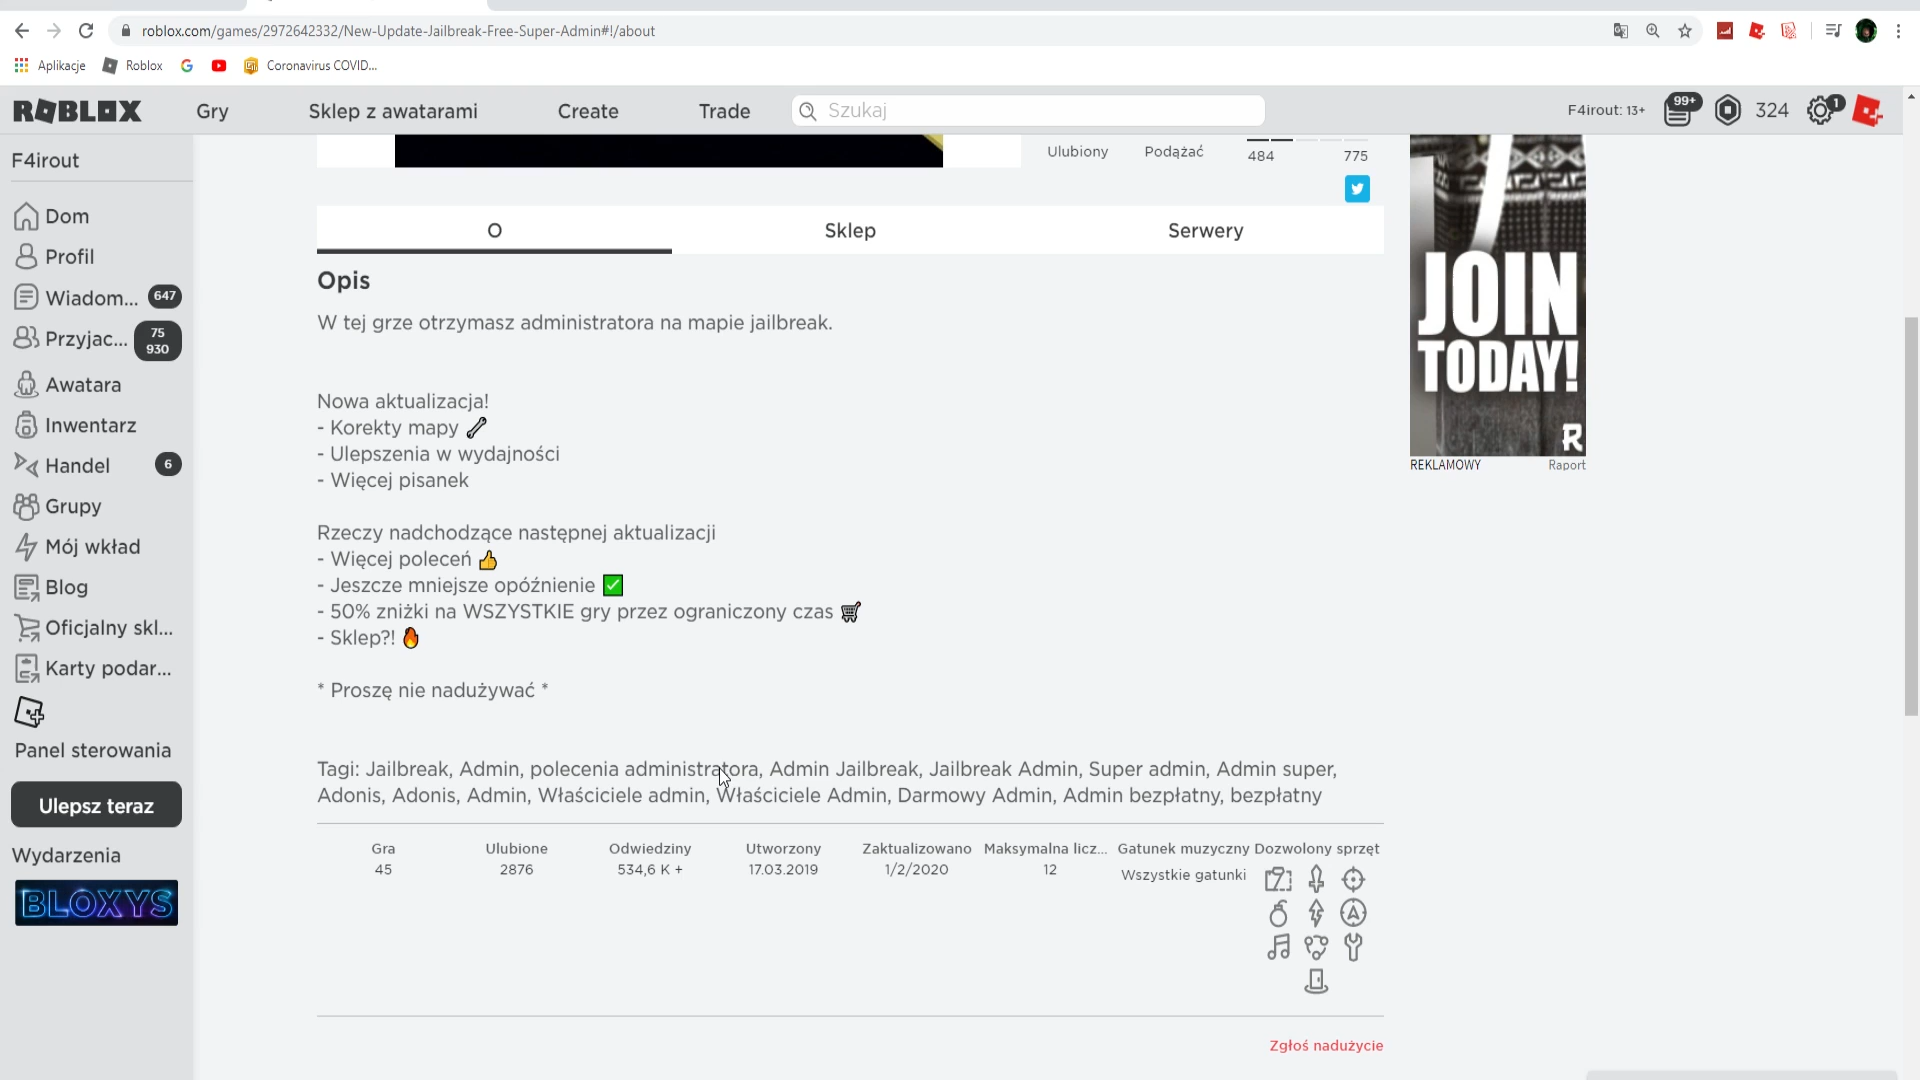 roblox.com/games/2972642332/New-Update-Jailbreak-Free-Super-Admin#!/about
Aplikacje
Roblox
Coronavirus COVID...
ROBLOX
Gry
Sklep z awatarami
Create
Trade
Szukaj
F4irout: 13+
99+
324
1
F4irout
Dom
Profil
Wiadom... 647
Przyjac... 75 930
Awatara
Inwentarz
Handel 6
Grupy
Mój wkład
Blog
Oficjalny skl...
Karty podar...
Panel sterowania
Ulepsz teraz
Wydarzenia
BLOXYS
Ulubiony
Podążać
484
775
O
Sklep
Serwery
Opis
W tej grze otrzymasz administratora na mapie jailbreak.
Nowa aktualizacja!
- Korekty mapy 🔧
- Ulepszenia w wydajności
- Więcej pisanek
Rzeczy nadchodzące następnej aktualizacji
- Więcej poleceń 👍
- Jeszcze mniejsze opóźnienie ✅
- 50% zniżki na WSZYSTKIE gry przez ograniczony czas 🛒
- Sklep?! 🔥
* Proszę nie nadużywać *
Tagi: Jailbreak, Admin, polecenia administratora, Admin Jailbreak, Jailbreak Admin, Super admin, Admin super,
Adonis, Adonis, Admin, Właściciele admin, Właściciele Admin, Darmowy Admin, Admin bezpłatny, bezpłatny
Gra
Ulubione
Odwiedziny
Utworzony
Zaktualizowano
Maksymalna licz...
Gatunek muzyczny
Dozwolony sprzęt
45
2876
534,6 K +
17.03.2019
1/2/2020
12
Wszystkie gatunki
Zgłoś nadużycie
JOIN
TODAY!
REKLAMOWY
Raport